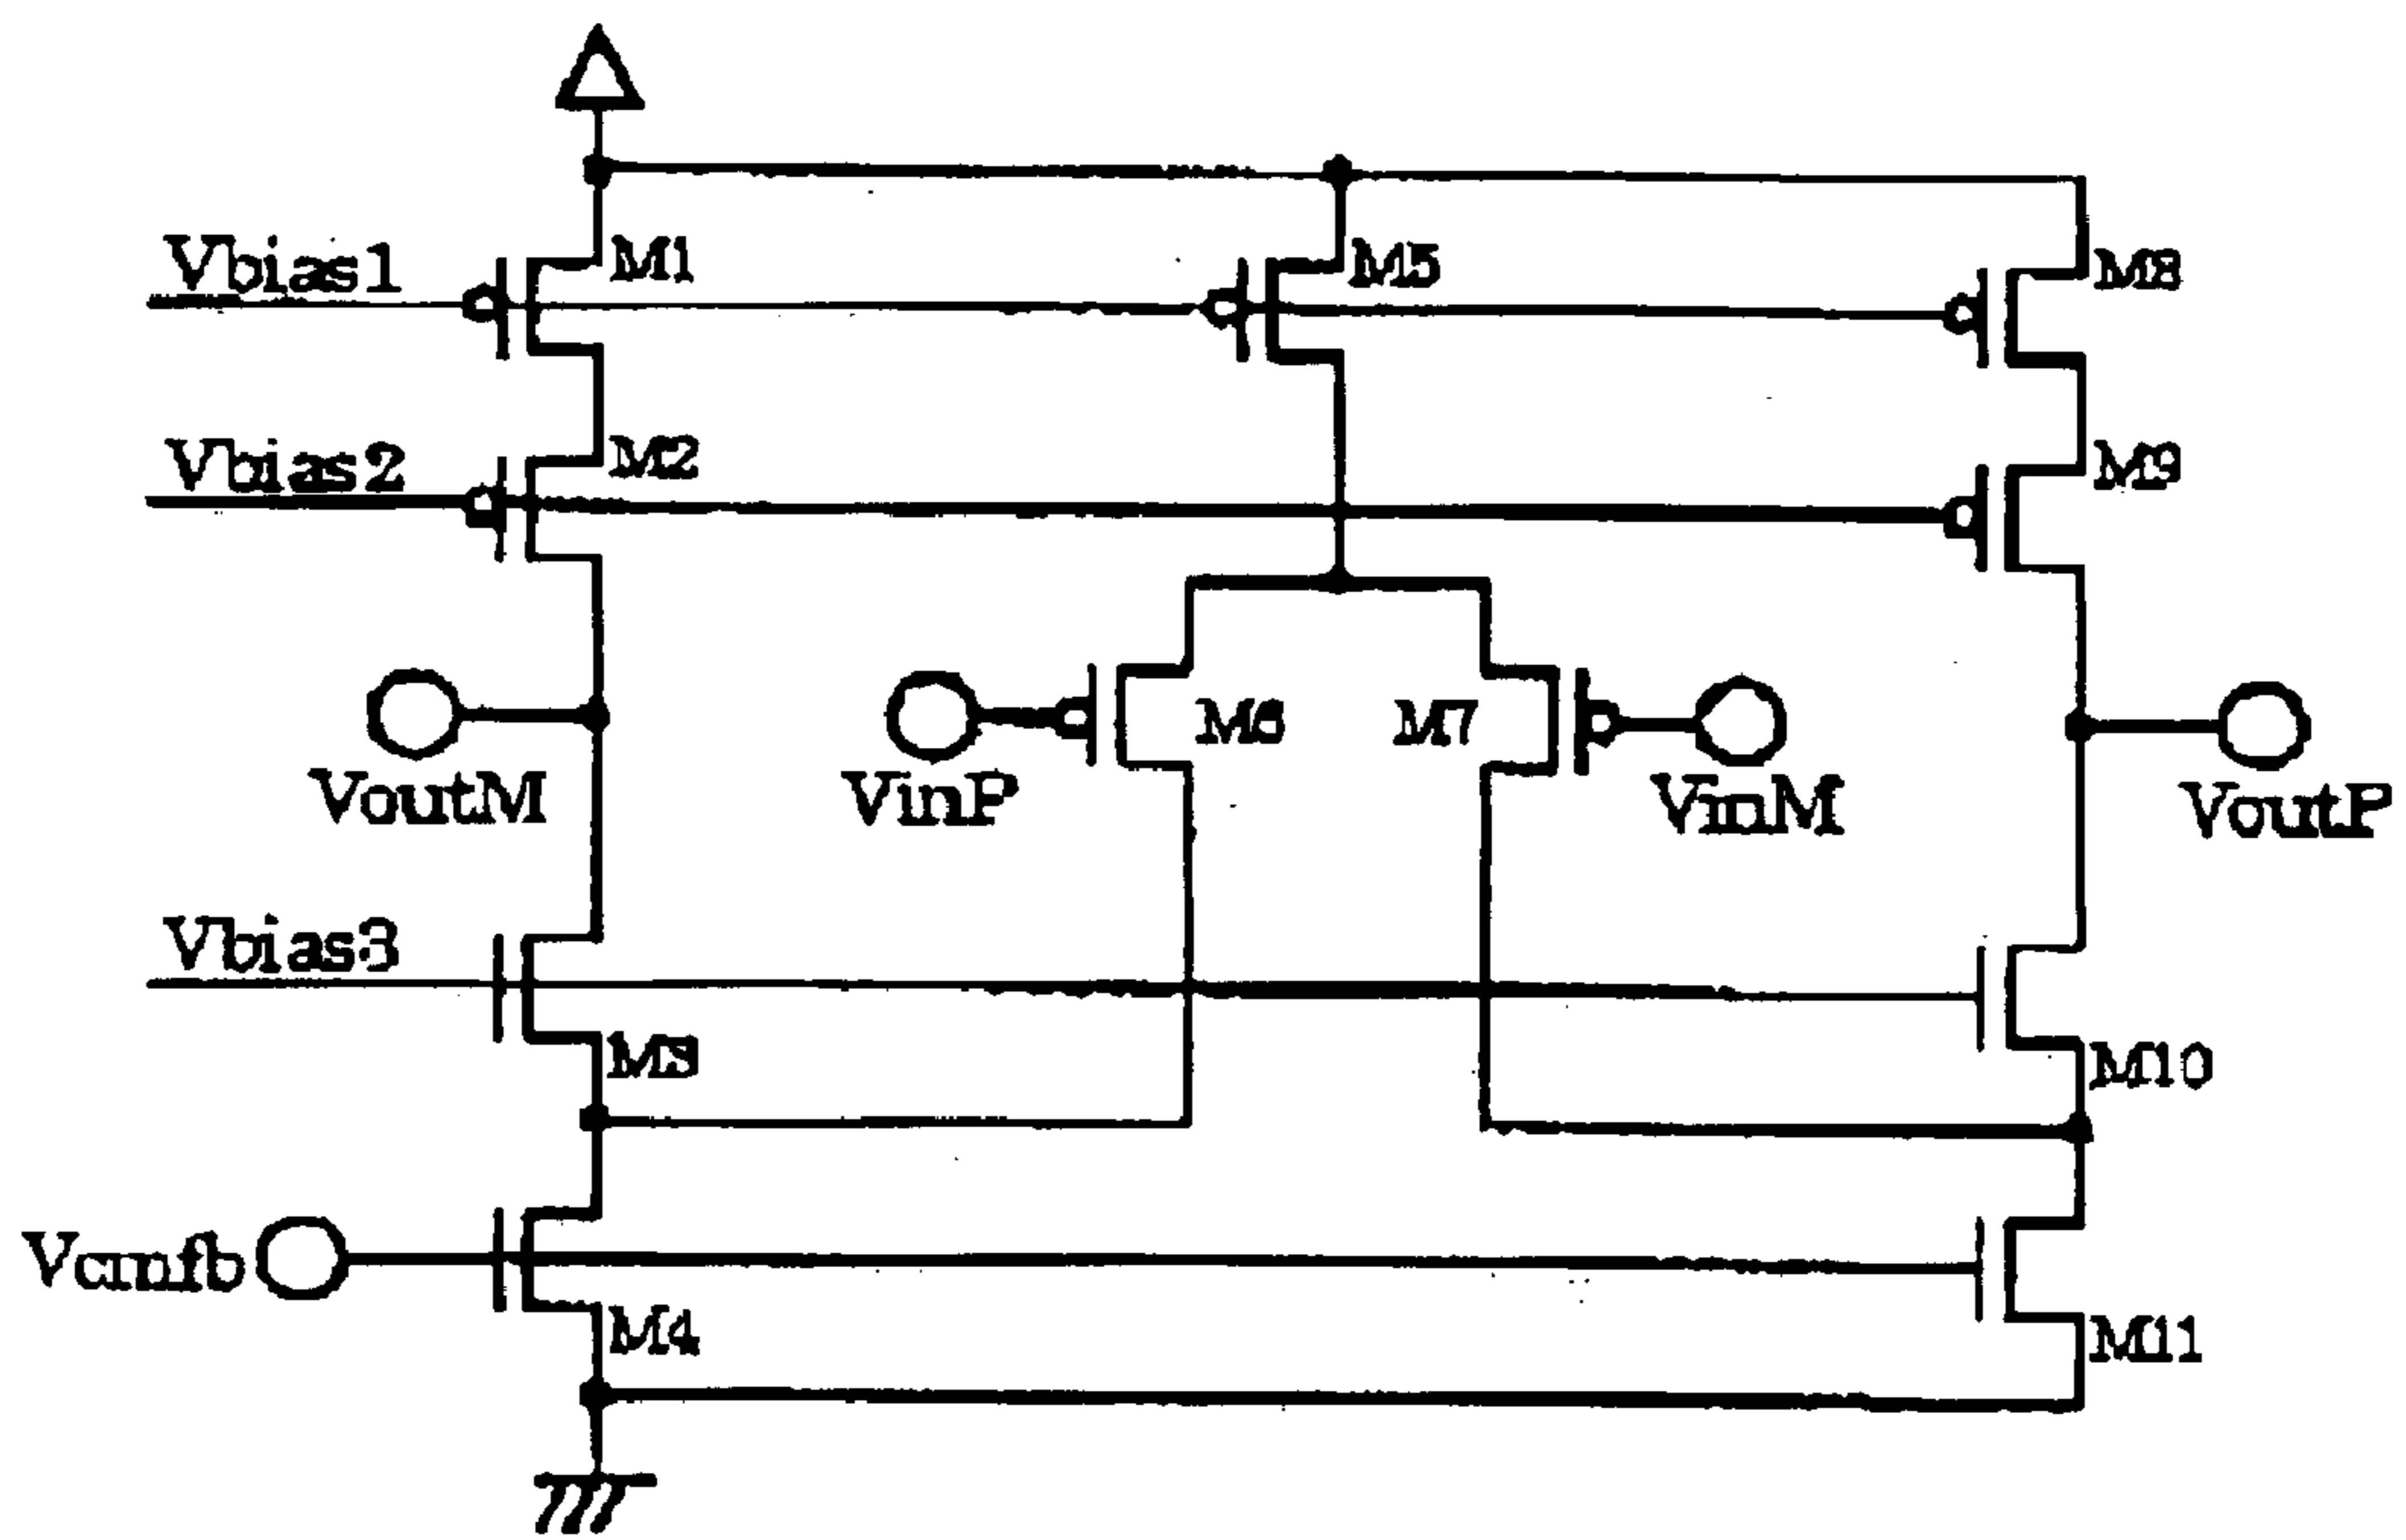 Vbias1
M1
M5
M8
Vbias2
M2
M9
VoutM
VinP
M6
M7
VinM
VoutP
Vbias3
M3
M10
Vcmfb
M4
M11